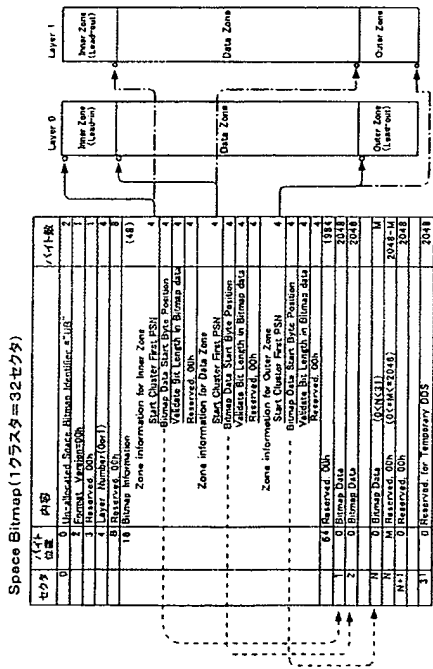 Space Bitmap(1クラスタ=32セクタ)
セクタ バイト位置 内容 バイト数
0 0 Unallocated Space Bitmap Identifier ="UB" 2
2 Format Version=00h 1
3 Reserved, 00h 1
4 Layer Number(0or1) 4
8 Reserved, 00h 8
16 Bitmap Information (48)
Zone information for Inner Zone
Start Cluster First PSN 4
Bitmap Data Start Byte Position 4
Validate Bit Length in Bitmap data 4
Reserved, 00h 4
Zone information for Data Zone
Start Cluster First PSN 4
Bitmap Data Start Byte Position 4
Validate Bit Length in Bitmap data 4
Reserved, 00h 4
Zone information for Outer Zone
Start Cluster First PSN 4
Bitmap Data Start Byte Position 4
Validate Bit Length in Bitmap data 4
Reserved, 00h 4
64 Reserved, 00h 1984
1 0 Bitmap Data 2048
2 0 Bitmap Data 2048
N 0 Bitmap Data (0<N<31) M
M Reserved, 00h (0<=M<=2048) 2048-M
N+1 0 Reserved, 00h 2048
31 0 Reserved, for Temporary DDS 2048
Layer 0
Inner Zone (Lead-in)
Data Zone
Outer Zone (Lead-out)
Layer 1
Inner Zone (Lead-out)
Data Zone
Outer Zone